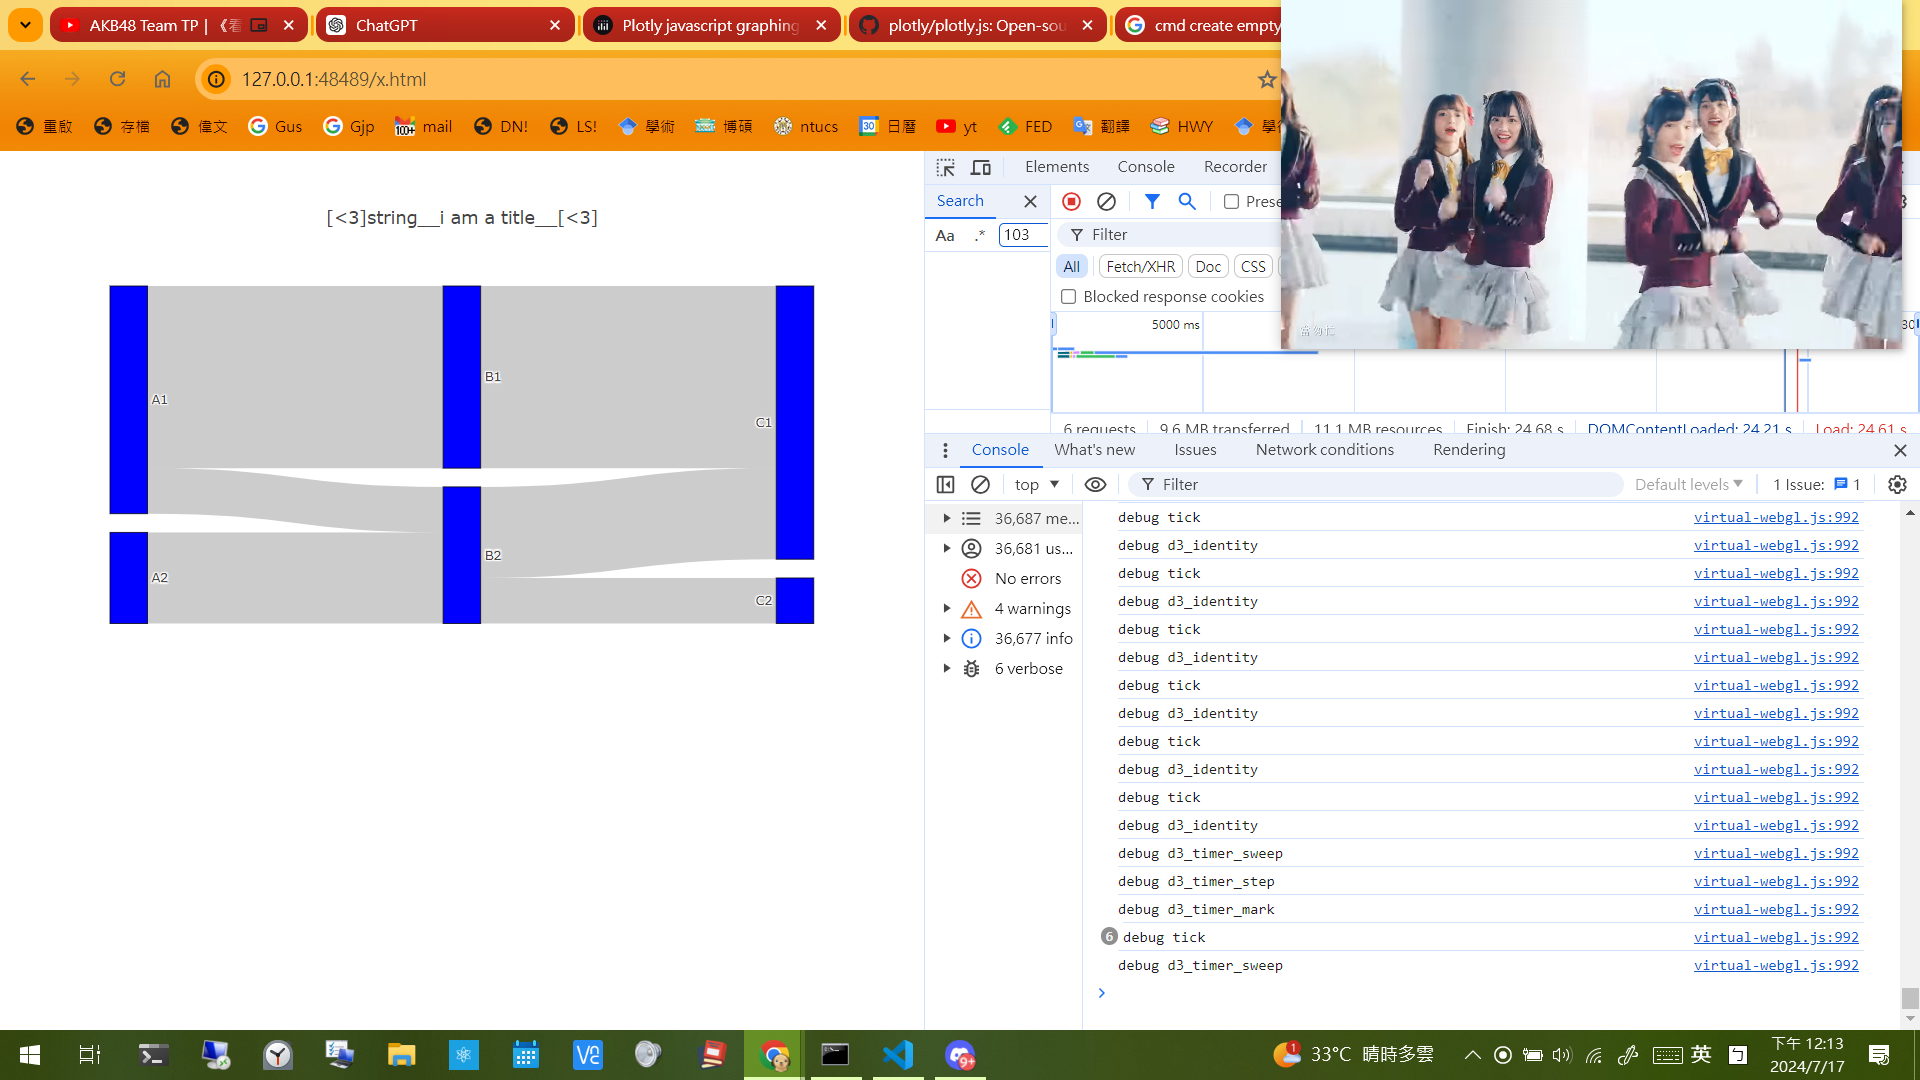 AKB48 Team TP | 《看
ChatGPT
Plotly javascript graphing
plotly/plotly.js: Open-sou
cmd create empty
127.0.0.1:48489/x.html
重啟
存檔
偉文
Gus
Gjp
mail
DN!
LS!
學術
博碩
ntucs
日曆
yt
FED
翻譯
HWY
[<3]string__i am a title__[<3]
A1
A2
B1
B2
C1
C2
Elements
Console
Recorder
Search
Prese
Aa
.*
103
Filter
All
Fetch/XHR
Doc
CSS
Blocked response cookies
5000 ms
6 requests
9.6 MB transferred
11.1 MB resources
Finish: 24.68 s
DOMContentLoaded: 24.21 s
Load: 24.61 s
Console
What's new
Issues
Network conditions
Rendering
top
Filter
Default levels
1 Issue:
1
36,687 me...
36,681 us...
No errors
4 warnings
36,677 info
6 verbose
debug tick virtual-webgl.js:992
debug d3_identity virtual-webgl.js:992
debug tick virtual-webgl.js:992
debug d3_identity virtual-webgl.js:992
debug tick virtual-webgl.js:992
debug d3_identity virtual-webgl.js:992
debug tick virtual-webgl.js:992
debug d3_identity virtual-webgl.js:992
debug tick virtual-webgl.js:992
debug d3_identity virtual-webgl.js:992
debug tick virtual-webgl.js:992
debug d3_identity virtual-webgl.js:992
debug d3_timer_sweep virtual-webgl.js:992
debug d3_timer_step virtual-webgl.js:992
debug d3_timer_mark virtual-webgl.js:992
6 debug tick virtual-webgl.js:992
debug d3_timer_sweep virtual-webgl.js:992
33°C 晴時多雲
英
下午 12:13
2024/7/17